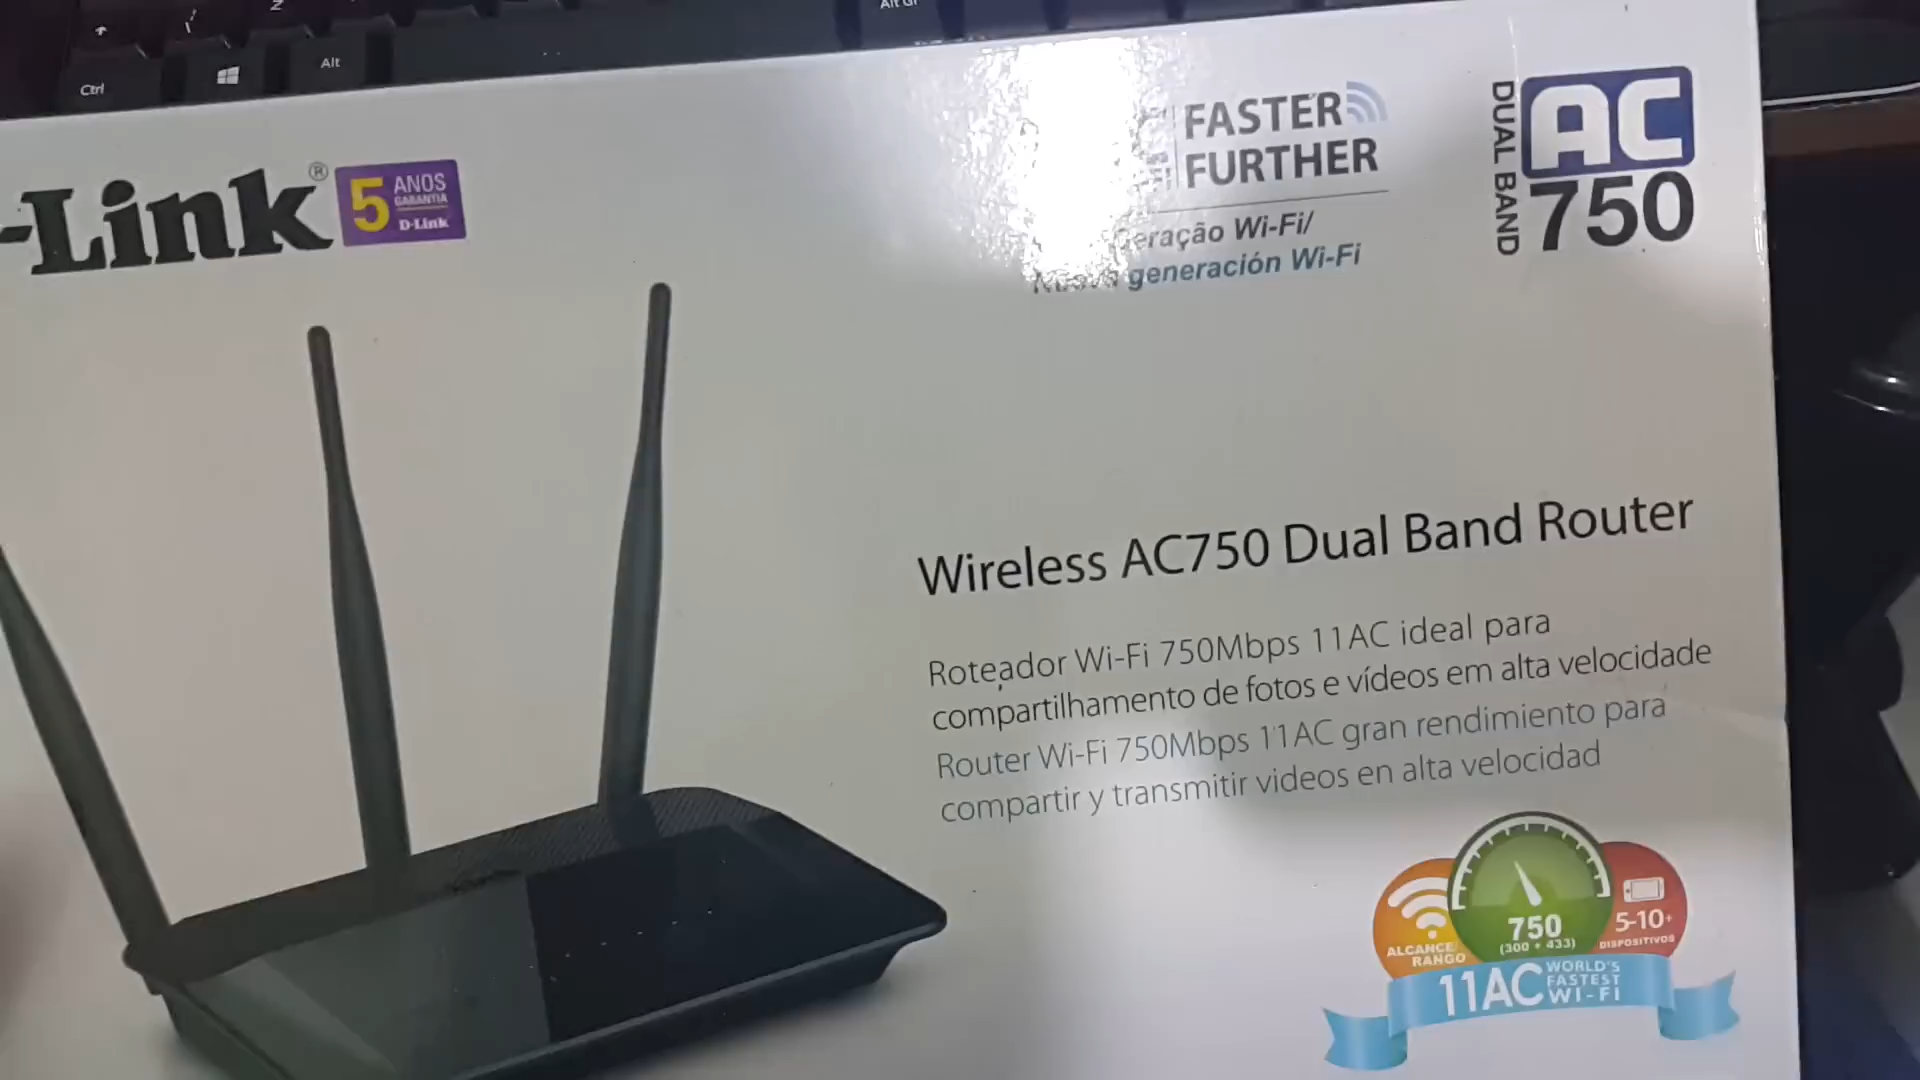 Ctrl
Alt
Alt Gr
-Link®
5 ANOS
GARANTIA
D-Link
FASTER
FURTHER
Wi-Fi/
generación Wi-Fi
DUAL BAND
AC
750
Wireless AC750 Dual Band Router
Roteador Wi-Fi 750Mbps 11AC ideal para
compartilhamento de fotos e vídeos em alta velocidade
Router Wi-Fi 750Mbps 11AC gran rendimiento para
compartir y transmitir videos en alta velocidad
ALCANCE
RANGO
750
(300 + 433)
5-10+
DISPOSITIVOS
11AC
WORLD'S
FASTEST
WI-FI